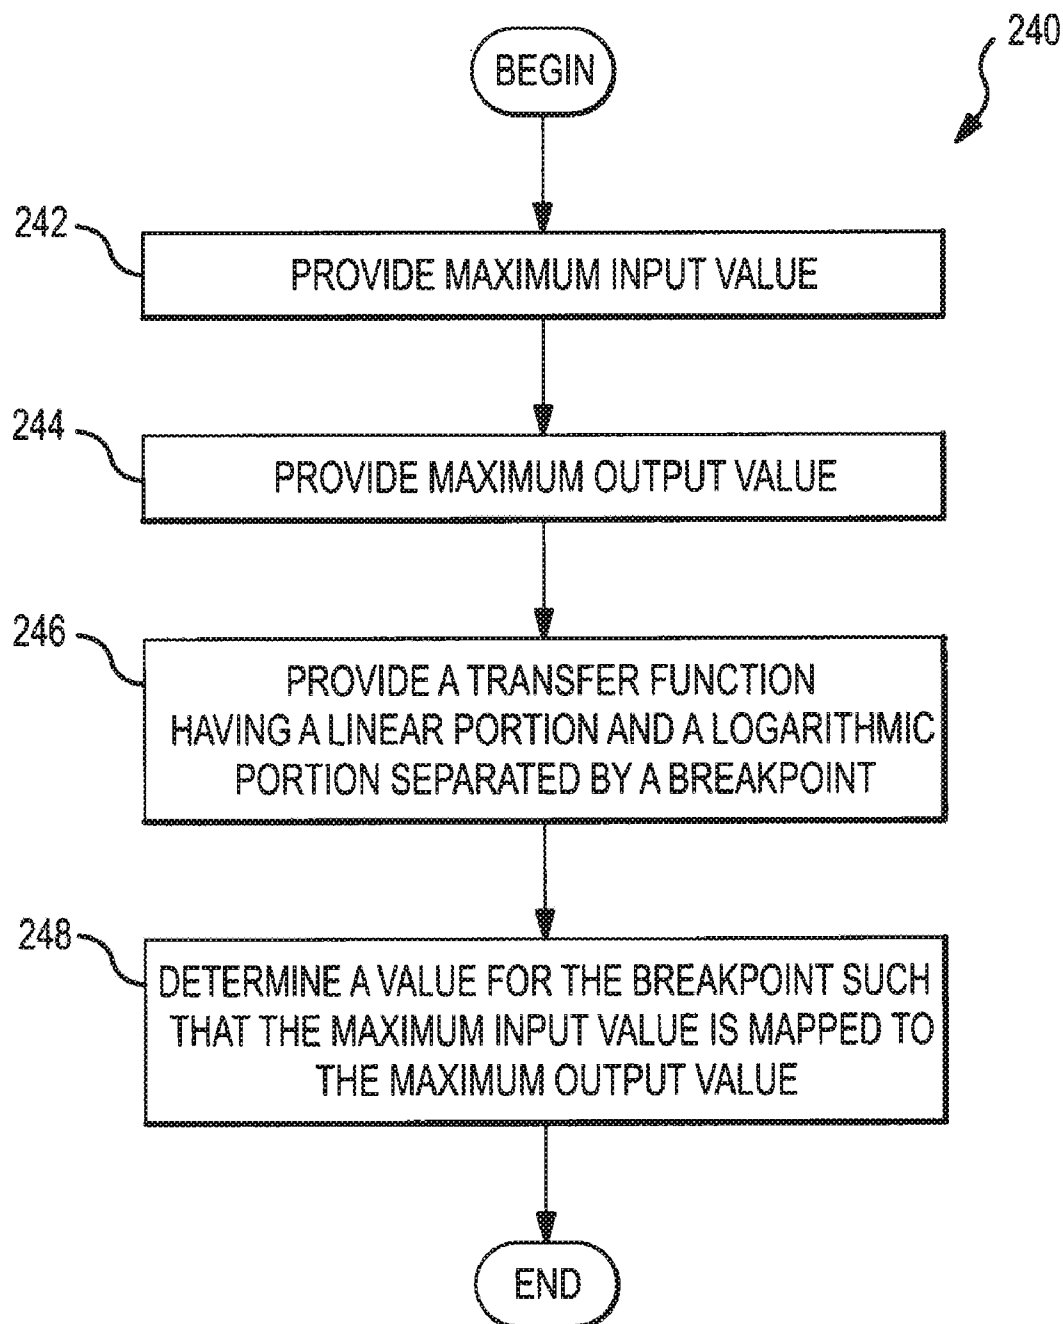 240
BEGIN
242
PROVIDE MAXIMUM INPUT VALUE
244
PROVIDE MAXIMUM OUTPUT VALUE
246
PROVIDE A TRANSFER FUNCTION
HAVING A LINEAR PORTION AND A LOGARITHMIC
PORTION SEPARATED BY A BREAKPOINT
248
DETERMINE A VALUE FOR THE BREAKPOINT SUCH
THAT THE MAXIMUM INPUT VALUE IS MAPPED TO
THE MAXIMUM OUTPUT VALUE
END